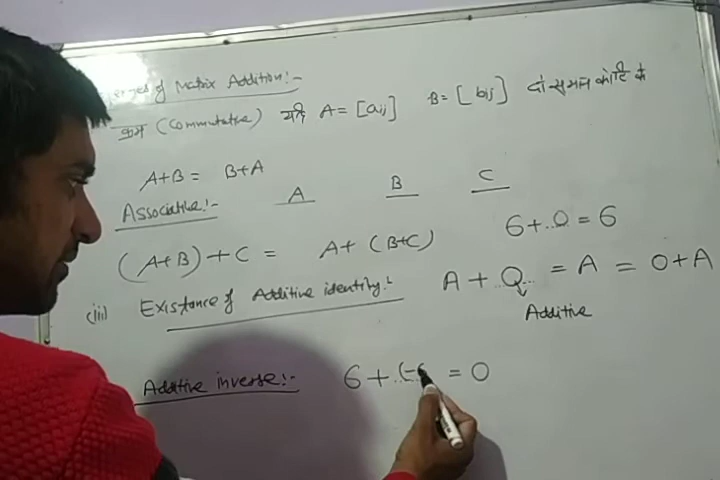 of Matrix Addition:-
क्रम (Commutative) यदि A = [aij] B = [bij] दो समान कोटि के
A+B = B+A
Associative:- A B C
(A+B)+C = A+(B+C)
6+..0.. = 6
(iii) Existance of Additive identity:-
A + O = A = O+A
Additive
Additive inverse:- 6+..(- = 0